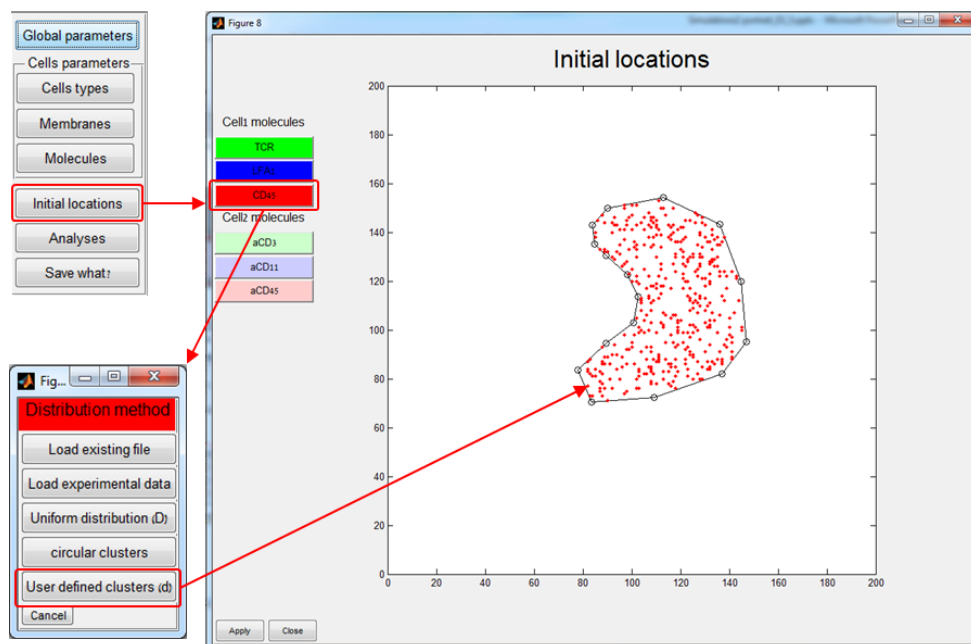 Global parameters
Cells parameters
Cells types
Membranes
Molecules
Initial locations
Analyses
Save what?
Figure 8
Initial locations
Cell1 molecules
TCR
LFA1
CD45
Cell2 molecules
aCD3
aCD11
aCD45
200
180
160
140
120
100
80
60
40
20
0
0 20 40 60 80 100 120 140 160 180 200
Apply Close
Fig...
Distribution method
Load existing file
Load experimental data
Uniform distribution (D)
circular clusters
User defined clusters (d)
Cancel